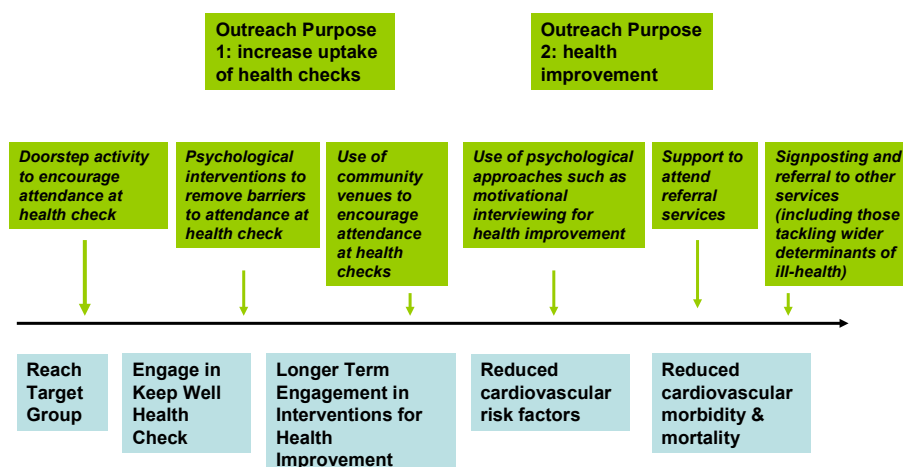 Outreach Purpose
1: increase uptake
of health checks
Outreach Purpose
2: health
improvement
Doorstep activity
to encourage
attendance at
health check
Psychological
interventions to
remove barriers
to attendance at
health check
Use of
community
venues to
encourage
attendance
at health
checks
Use of psychological
approaches such as
motivational
interviewing for
health improvement
Support to
attend
referral
services
Signposting and
referral to other
services
(including those
tackling wider
determinants of
ill-health)
Reach
Target
Group
Engage in
Keep Well
Health
Check
Longer Term
Engagement in
Interventions for
Health
Improvement
Reduced
cardiovascular
risk factors
Reduced
cardiovascular
morbidity &
mortality